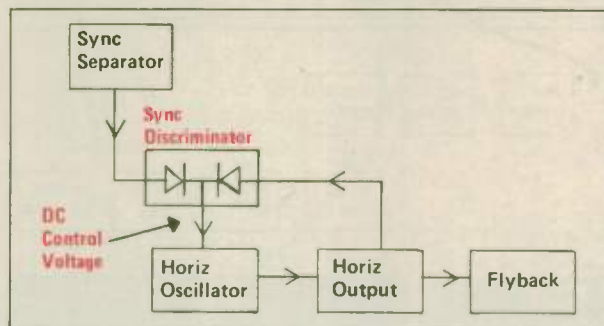 Sync
Separator
Sync
Discriminator
DC
Control
Voltage
Horiz
Oscillator
Horiz
Output
Flyback